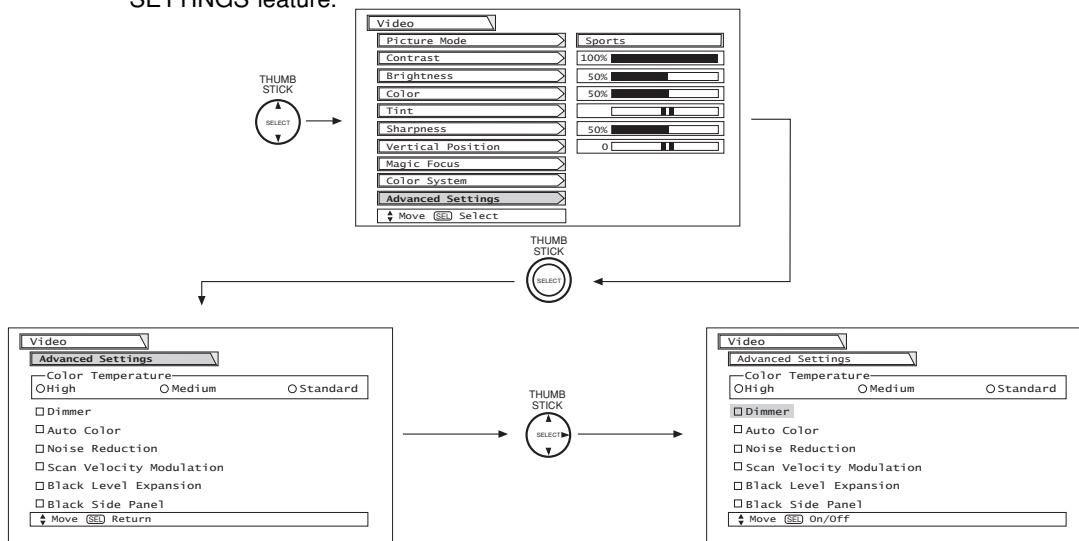 SETTINGS feature.
Video
Picture Mode Sports
Contrast 100%
Brightness 50%
Color 50%
Tint
Sharpness 50%
Vertical Position 0
Magic Focus
Color System
Advanced Settings
Move SEL Select
THUMB
STICK
SELECT
THUMB
STICK
SELECT
Video
Advanced Settings
Color Temperature
High Medium Standard
Dimmer
Auto Color
Noise Reduction
Scan Velocity Modulation
Black Level Expansion
Black Side Panel
Move SEL Return
THUMB
STICK
SELECT
Video
Advanced Settings
Color Temperature
High Medium Standard
Dimmer
Auto Color
Noise Reduction
Scan Velocity Modulation
Black Level Expansion
Black Side Panel
Move SEL On/Off